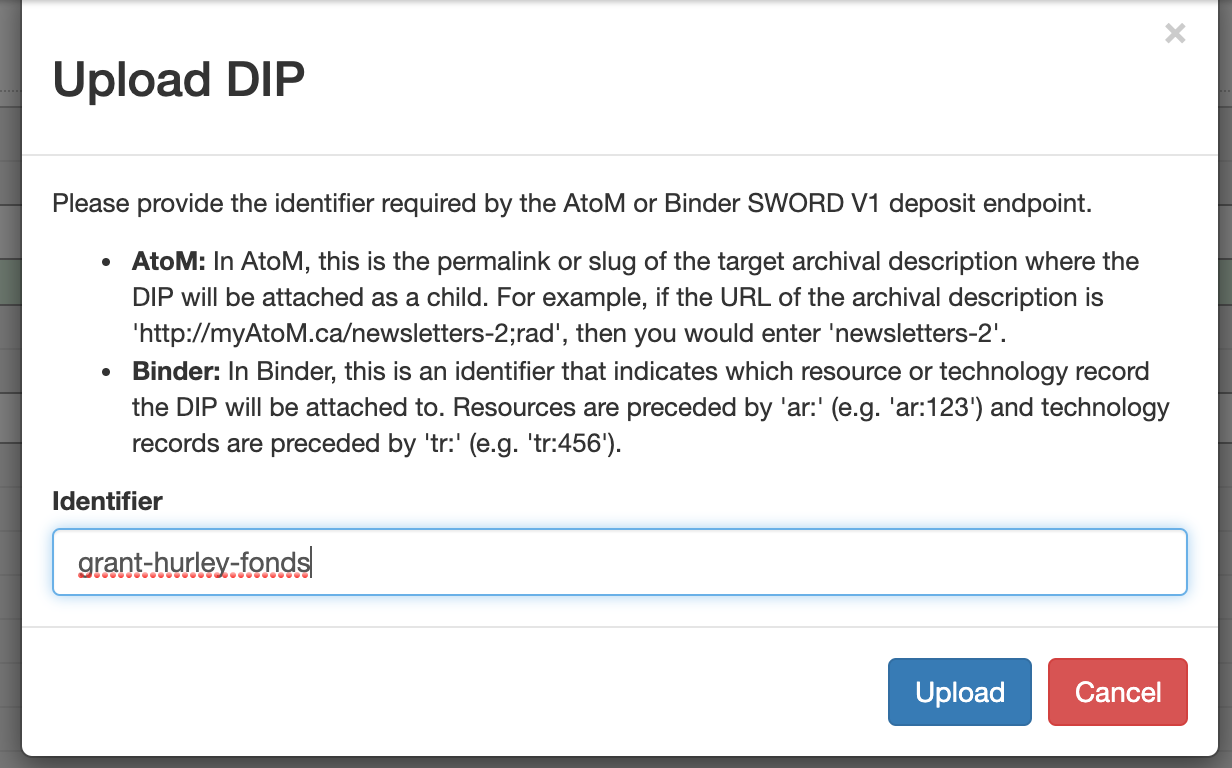 ×
Upload DIP
Please provide the identifier required by the AtoM or Binder SWORD V1 deposit endpoint.
• AtoM: In AtoM, this is the permalink or slug of the target archival description where the
DIP will be attached as a child. For example, if the URL of the archival description is
'http://myAtoM.ca/newsletters-2;rad', then you would enter 'newsletters-2'.
• Binder: In Binder, this is an identifier that indicates which resource or technology record
the DIP will be attached to. Resources are preceded by 'ar:' (e.g. 'ar:123') and technology
records are preceded by 'tr:' (e.g. 'tr:456').
Identifier
grant-hurley-fonds
Upload Cancel